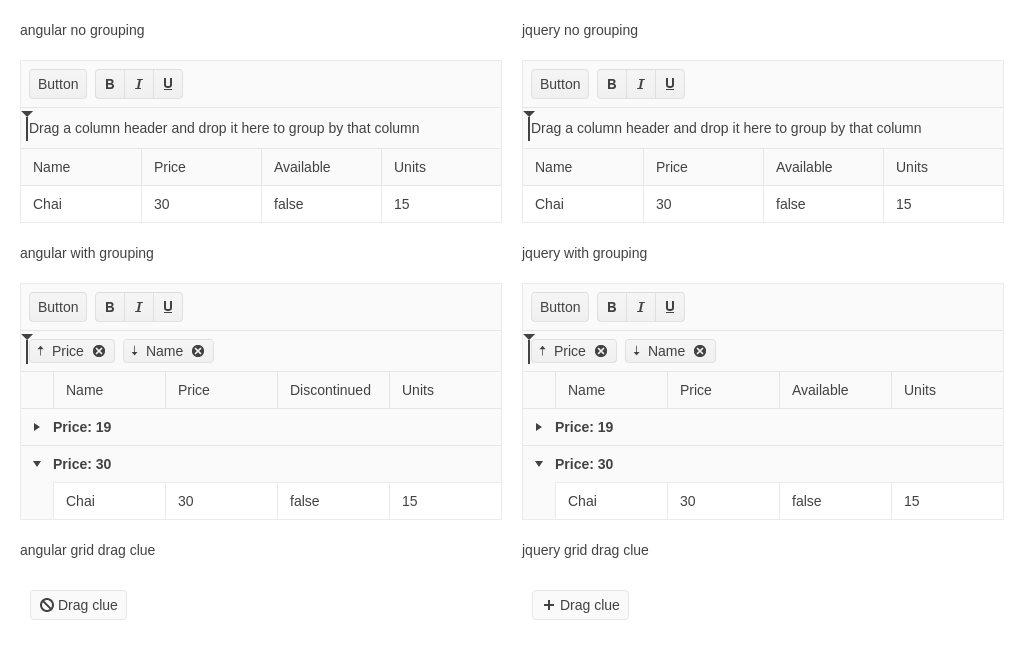 angular no grouping
Button B I U
Drag a column header and drop it here to group by that column
Name Price Available Units
Chai 30 false 15
jquery no grouping
Button B I U
Drag a column header and drop it here to group by that column
Name Price Available Units
Chai 30 false 15
angular with grouping
Button B I U
Price Name
Name Price Discontinued Units
Price: 19
Price: 30
Chai 30 false 15
jquery with grouping
Button B I U
Price Name
Name Price Available Units
Price: 19
Price: 30
Chai 30 false 15
angular grid drag clue
Drag clue
jquery grid drag clue
Drag clue